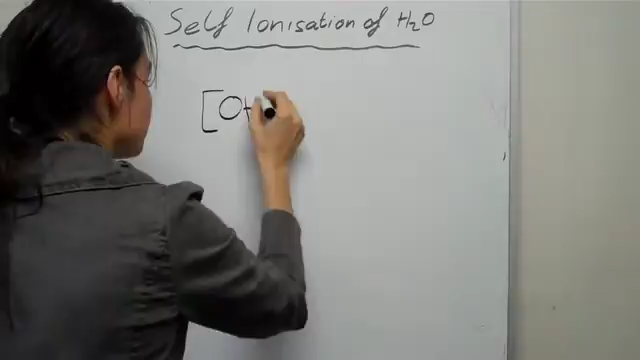 Self Ionisation of H₂O
[OH